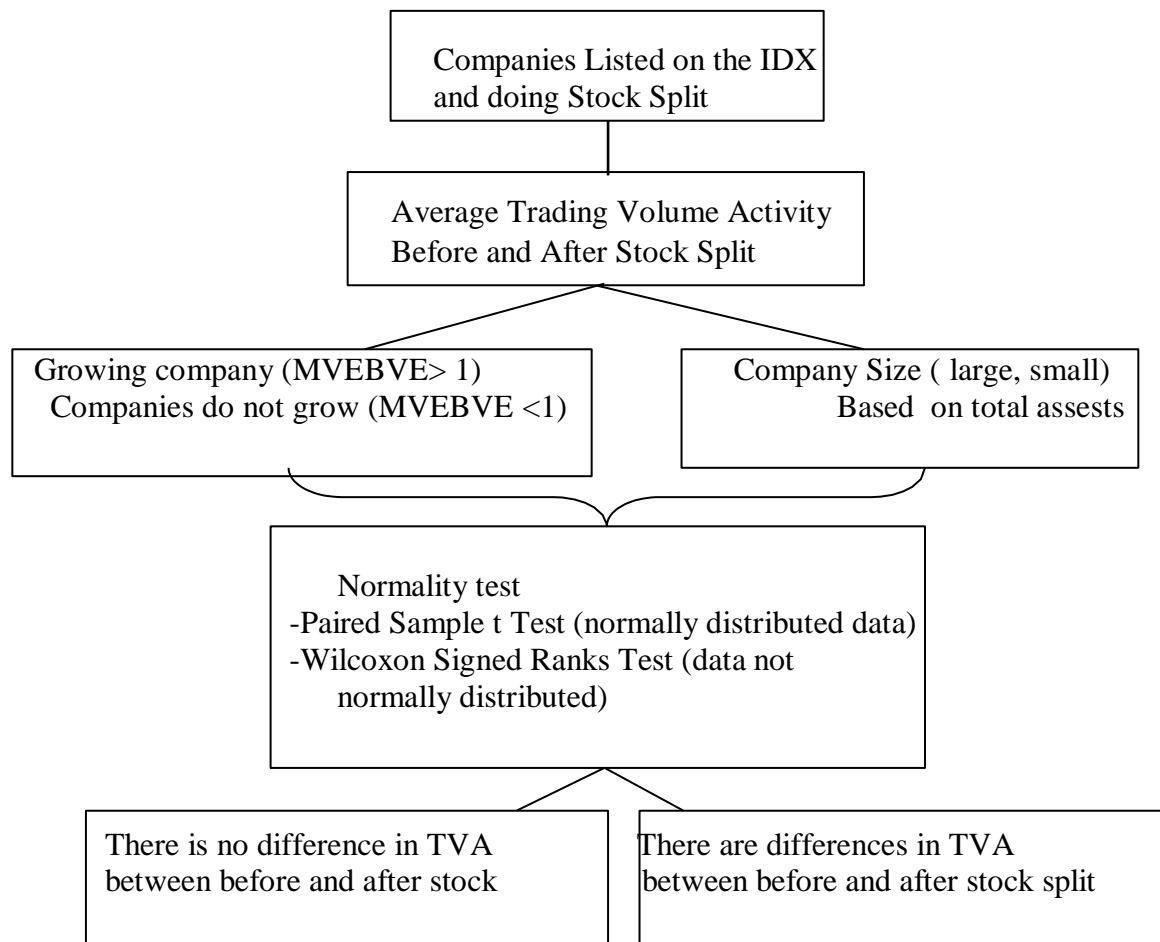 Companies Listed on the IDX
and doing Stock Split
Average Trading Volume Activity
Before and After Stock Split
Growing company (MVEBVE> 1)
Companies do not grow (MVEBVE <1)
Company Size ( large, small)
Based on total assests
Normality test
-Paired Sample t Test (normally distributed data)
-Wilcoxon Signed Ranks Test (data not
normally distributed)
There is no difference in TVA
between before and after stock
There are differences in TVA
between before and after stock split